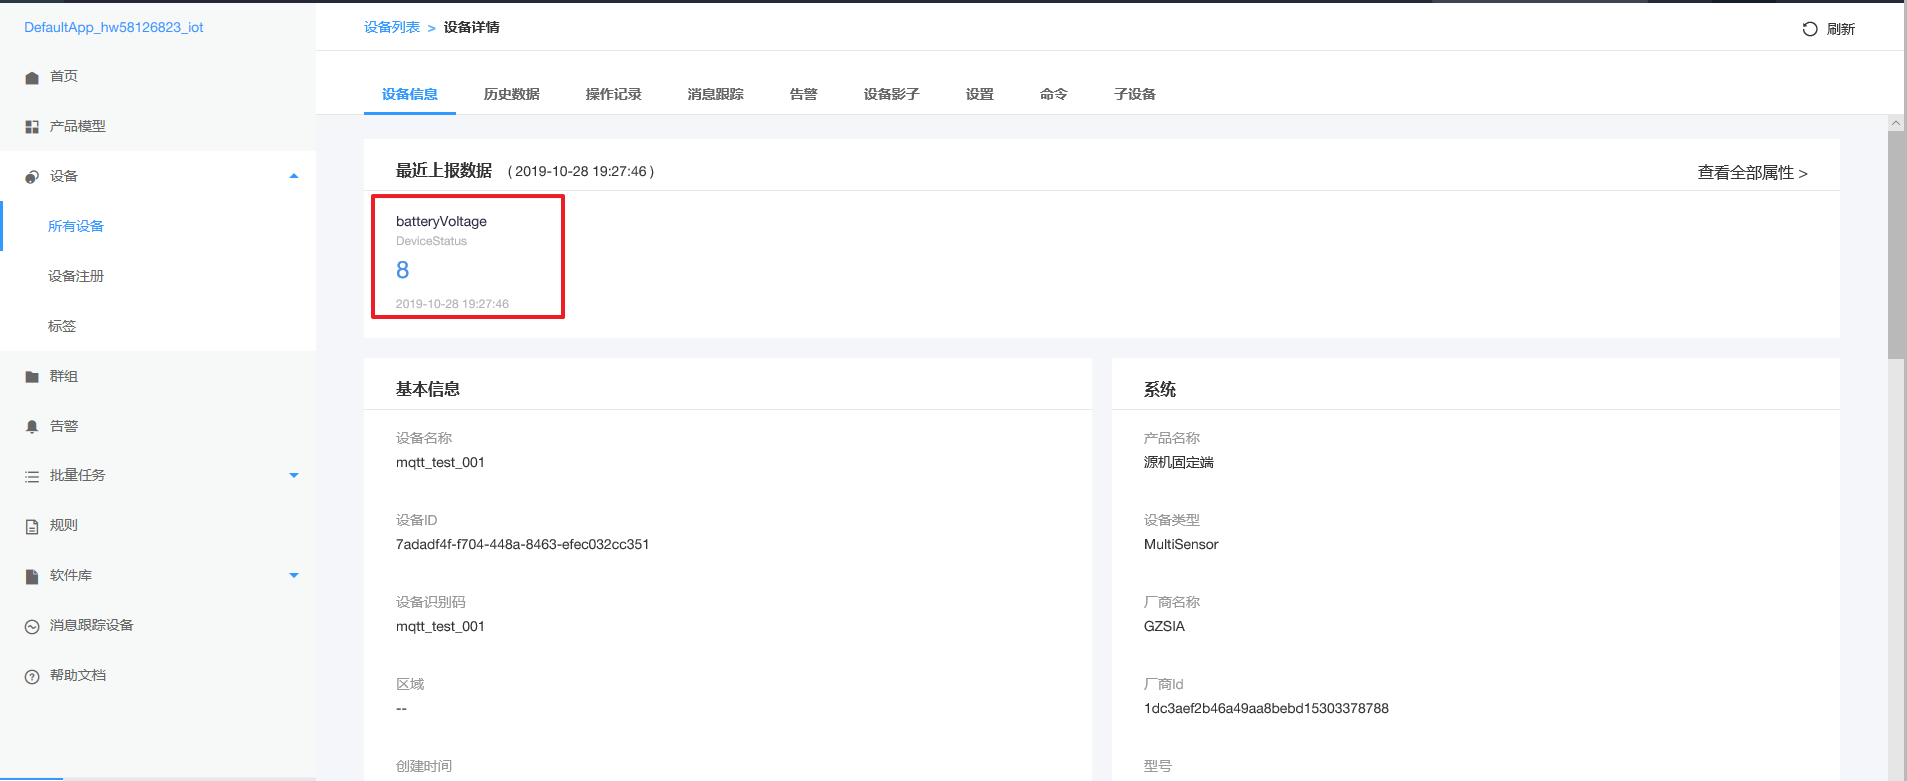 DefaultApp_hw58126823_iot
首页
产品模型
设备
所有设备
设备注册
标签
群组
告警
批量任务
规则
软件库
消息跟踪设备
帮助文档
设备列表 > 设备详情
刷新
设备信息 历史数据 操作记录 消息跟踪 告警 设备影子 设置 命令 子设备
最近上报数据 ( 2019-10-28 19:27:46 )
查看全部属性 >
batteryVoltage
DeviceStatus
8
2019-10-28 19:27:46
基本信息
设备名称
mqtt_test_001
设备ID
7adadf4f-f704-448a-8463-efec032cc351
设备识别码
mqtt_test_001
区域
--
创建时间
系统
产品名称
源机固定端
设备类型
MultiSensor
厂商名称
GZSIA
厂商Id
1dc3aef2b46a49aa8bebd15303378788
型号